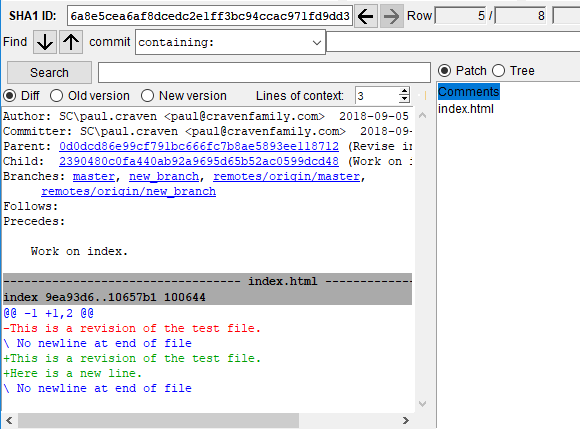 SHA1 ID: 6a8e5cea6af8dcedc2e1ff3bc94ccac971fd9dd3 Row 5 / 8
Find commit containing:
Search
Patch Tree
Diff Old version New version Lines of context: 3
Comments
index.html
Author: SC\paul.craven <paul@cravenfamily.com> 2018-09-05
Committer: SC\paul.craven <paul@cravenfamily.com> 2018-09-
Parent: 0d0dcd86e99cf791bc666fc7b8ae5893ee118712 (Revise in
Child: 2390480c0fa440ab92a9695d65b52ac0599dcd48 (Work on i
Branches: master, new_branch, remotes/origin/master,
remotes/origin/new_branch
Follows:
Precedes:
Work on index.
-------------------------------- index.html -------------
index 9ea93d6..10657b1 100644
@@ -1 +1,2 @@
-This is a revision of the test file.
\ No newline at end of file
+This is a revision of the test file.
+Here is a new line.
\ No newline at end of file